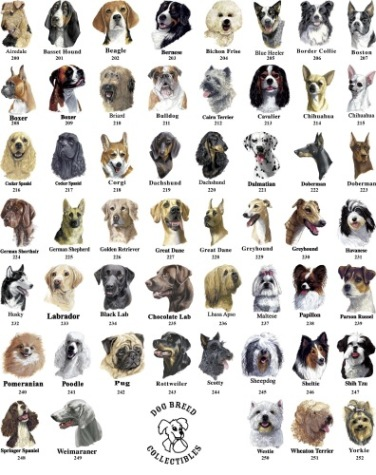 Airedale Basset Hound Beagle Bernese Bichon Frise Blue Heeler Border Collie Boston
200 201 202 203 204 205 206 207
Boxer Boxer Briard Bulldog Cairn Terrier Cavalier Chihuahua Chihuahua
208 209 210 211 212 213 214 215
Cocker Spaniel Cocker Spaniel Corgi Dachshund Dachshund Dalmatian Doberman Doberman
216 217 218 219 220 221 222 223
German Shorthair German Shepherd Golden Retriever Great Dane Great Dane Greyhound Greyhound Havanese
224 225 226 227 228 229 230 231
Husky Labrador Black Lab Chocolate Lab Lhasa Apso Maltese Papillon Parson Russel
232 233 234 235 236 237 238 239
Pomeranian Poodle Pug Rottweiler Scotty Sheepdog Sheltie Shih Tzu
240 241 242 243 244 245 246 247
DOG BREED
COLLECTIBLES
Springer Spaniel Weimaraner Westie Wheaton Terrier Yorkie
248 249 250 251 252